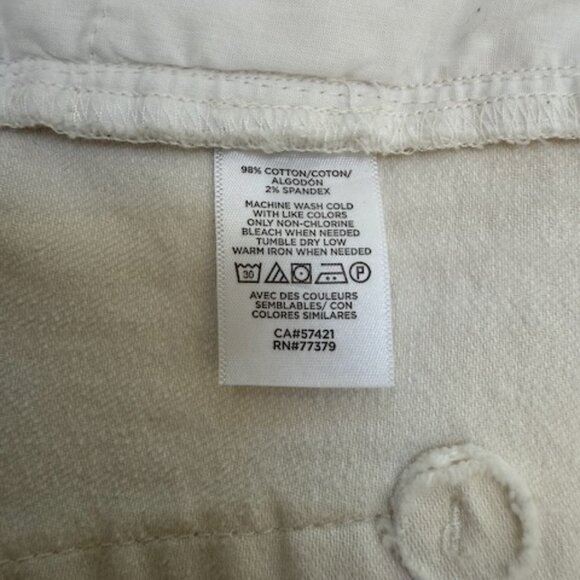 98% COTTON/COTON/
ALGODÓN
2% SPANDEX
MACHINE WASH COLD
WITH LIKE COLORS
ONLY NON-CHLORINE
BLEACH WHEN NEEDED
TUMBLE DRY LOW
WARM IRON WHEN NEEDED
30 P
AVEC DES COULEURS
SEMBLABLES/ CON
COLORES SIMILARES
CA#57421
RN#77379